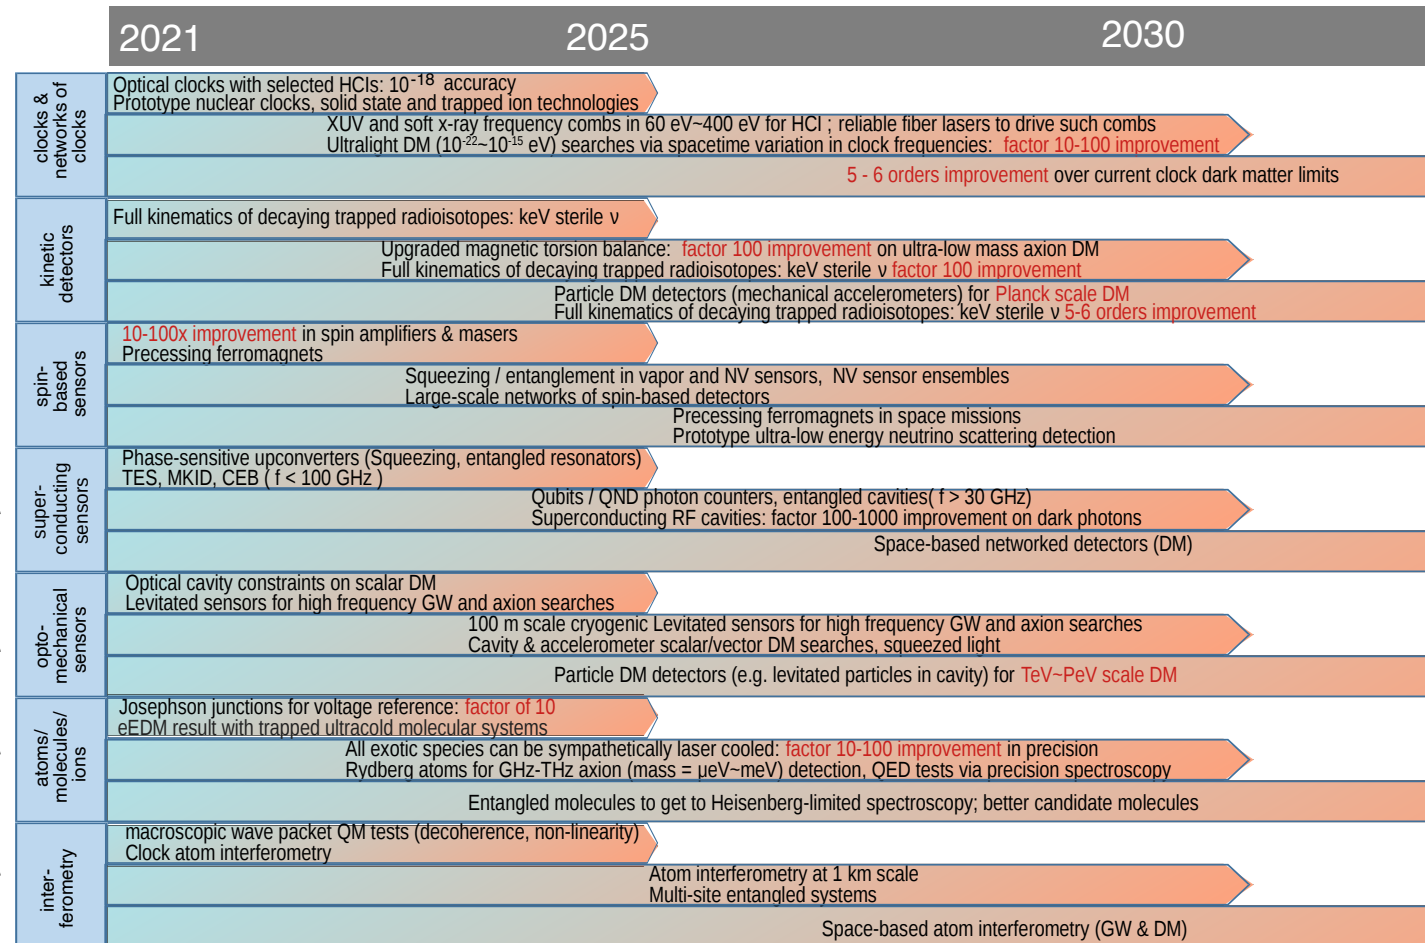 2021 2025 2030
clocks &
networks of
clocks
Optical clocks with selected HCIs: 10-18 accuracy
Prototype nuclear clocks, solid state and trapped ion technologies
XUV and soft x-ray frequency combs in 60 eV~400 eV for HCI ; reliable fiber lasers to drive such combs
Ultralight DM (10-22~10-15 eV) searches via spacetime variation in clock frequencies: factor 10-100 improvement
5 - 6 orders improvement over current clock dark matter limits
kinetic
detectors
Full kinematics of decaying trapped radioisotopes: keV sterile ν
Upgraded magnetic torsion balance: factor 100 improvement on ultra-low mass axion DM
Full kinematics of decaying trapped radioisotopes: keV sterile ν factor 100 improvement
Particle DM detectors (mechanical accelerometers) for Planck scale DM
Full kinematics of decaying trapped radioisotopes: keV sterile ν 5-6 orders improvement
spin-
based
sensors
10-100x improvement in spin amplifiers & masers
Precessing ferromagnets
Squeezing / entanglement in vapor and NV sensors, NV sensor ensembles
Large-scale networks of spin-based detectors
Precessing ferromagnets in space missions
Prototype ultra-low energy neutrino scattering detection
super-
conducting
sensors
Phase-sensitive upconverters (Squeezing, entangled resonators)
TES, MKID, CEB ( f < 100 GHz )
Qubits / QND photon counters, entangled cavities( f > 30 GHz)
Superconducting RF cavities: factor 100-1000 improvement on dark photons
Space-based networked detectors (DM)
opto-
mechanical
sensors
Optical cavity constraints on scalar DM
Levitated sensors for high frequency GW and axion searches
100 m scale cryogenic Levitated sensors for high frequency GW and axion searches
Cavity & accelerometer scalar/vector DM searches, squeezed light
Particle DM detectors (e.g. levitated particles in cavity) for TeV~PeV scale DM
atoms/
molecules/
ions
Josephson junctions for voltage reference: factor of 10
eEDM result with trapped ultracold molecular systems
All exotic species can be sympathetically laser cooled: factor 10-100 improvement in precision
Rydberg atoms for GHz-THz axion (mass = μeV~meV) detection, QED tests via precision spectroscopy
Entangled molecules to get to Heisenberg-limited spectroscopy; better candidate molecules
inter-
ferometry
macroscopic wave packet QM tests (decoherence, non-linearity)
Clock atom interferometry
Atom interferometry at 1 km scale
Multi-site entangled systems
Space-based atom interferometry (GW & DM)